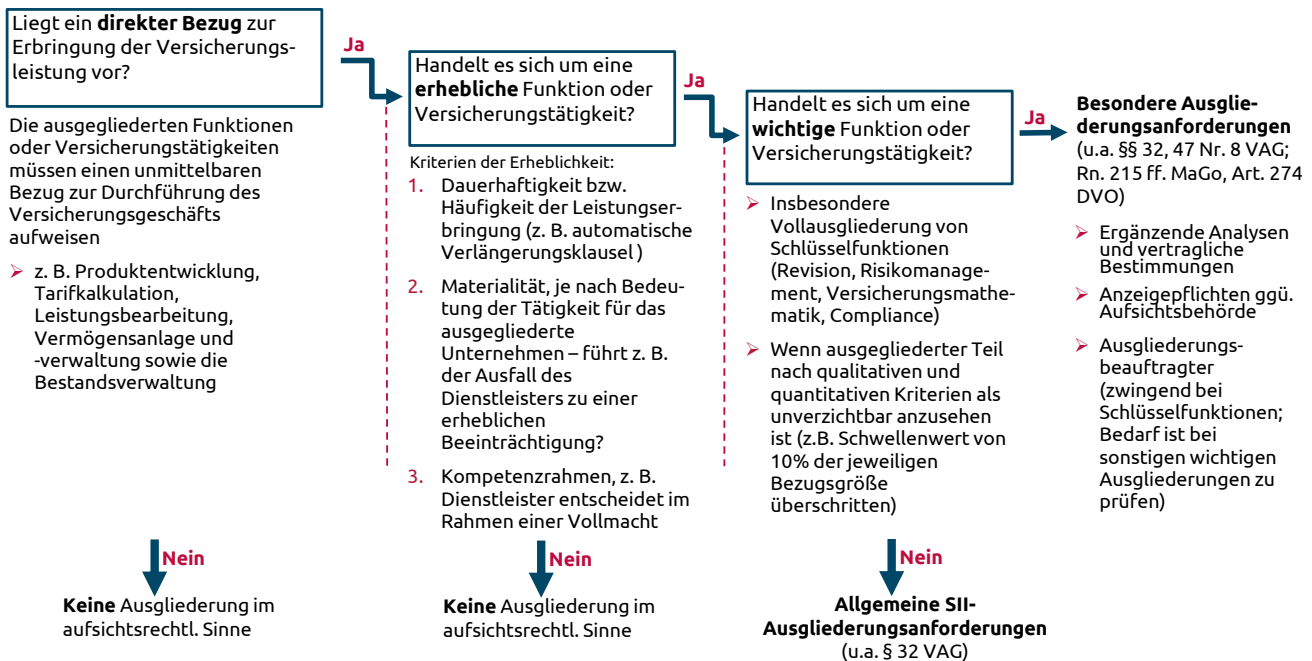 Liegt ein direkter Bezug zur
Erbringung der Versicherungs-
leistung vor?
Ja
Die ausgegliederten Funktionen
oder Versicherungstätigkeiten
müssen einen unmittelbaren
Bezug zur Durchführung des
Versicherungsgeschäfts
aufweisen
➢ z. B. Produktentwicklung,
Tarifkalkulation,
Leistungsbearbeitung,
Vermögensanlage und
-verwaltung sowie die
Bestandsverwaltung
Nein
Keine Ausgliederung im
aufsichtsrechtl. Sinne
Handelt es sich um eine
erhebliche Funktion oder
Versicherungstätigkeit?
Ja
Kriterien der Erheblichkeit:
1. Dauerhaftigkeit bzw.
Häufigkeit der Leistungser-
bringung (z. B. automatische
Verlängerungsklausel )
2. Materialität, je nach Bedeu-
tung der Tätigkeit für das
ausgegliederte
Unternehmen – führt z. B.
der Ausfall des
Dienstleisters zu einer
erheblichen
Beeinträchtigung?
3. Kompetenzrahmen, z. B.
Dienstleister entscheidet im
Rahmen einer Vollmacht
Nein
Keine Ausgliederung im
aufsichtsrechtl. Sinne
Handelt es sich um eine
wichtige Funktion oder
Versicherungstätigkeit?
Ja
➢ Insbesondere
Vollausgliederung von
Schlüsselfunktionen
(Revision, Risikomanage-
ment, Versicherungsmathe-
matik, Compliance)
➢ Wenn ausgegliederter Teil
nach qualitativen und
quantitativen Kriterien als
unverzichtbar anzusehen
ist (z.B. Schwellenwert von
10% der jeweiligen
Bezugsgröße
überschritten)
Nein
Allgemeine SII-
Ausgliederungsanforderungen
(u.a. § 32 VAG)
Besondere Ausglie-
derungsanforderungen
(u.a. §§ 32, 47 Nr. 8 VAG;
Rn. 215 ff. MaGo, Art. 274
DVO)
➢ Ergänzende Analysen
und vertragliche
Bestimmungen
➢ Anzeigepflichten ggü.
Aufsichtsbehörde
➢ Ausgliederungs-
beauftragter
(zwingend bei
Schlüsselfunktionen;
Bedarf ist bei
sonstigen wichtigen
Ausgliederungen zu
prüfen)